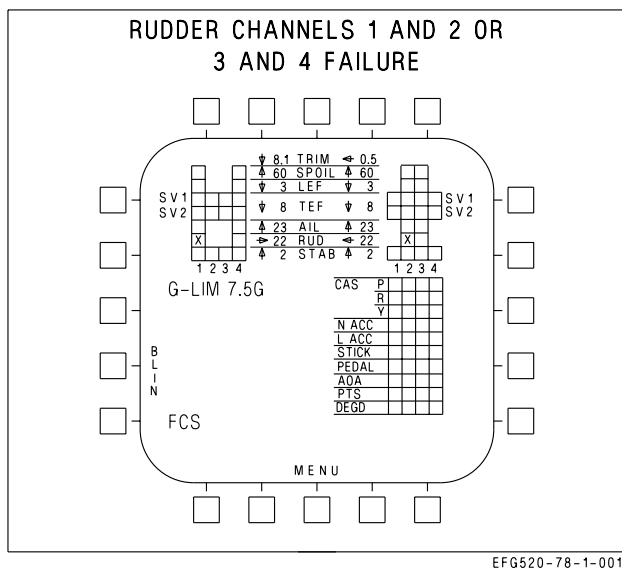 RUDDER CHANNELS 1 AND 2 OR
3 AND 4 FAILURE
8.1 TRIM 0.5
60 SPOIL 60
3 LEF 3
SV1 8 TEF 8 SV1
SV2 SV2
23 AIL 23
X 22 RUD 22 X
2 STAB 2
1 2 3 4 1 2 3 4
G-LIM 7.5G
CAS P
R
Y
N ACC
L ACC
STICK
PEDAL
AOA
PTS
DEGD
B
L
I
N
FCS
MENU
EFG520-78-1-001